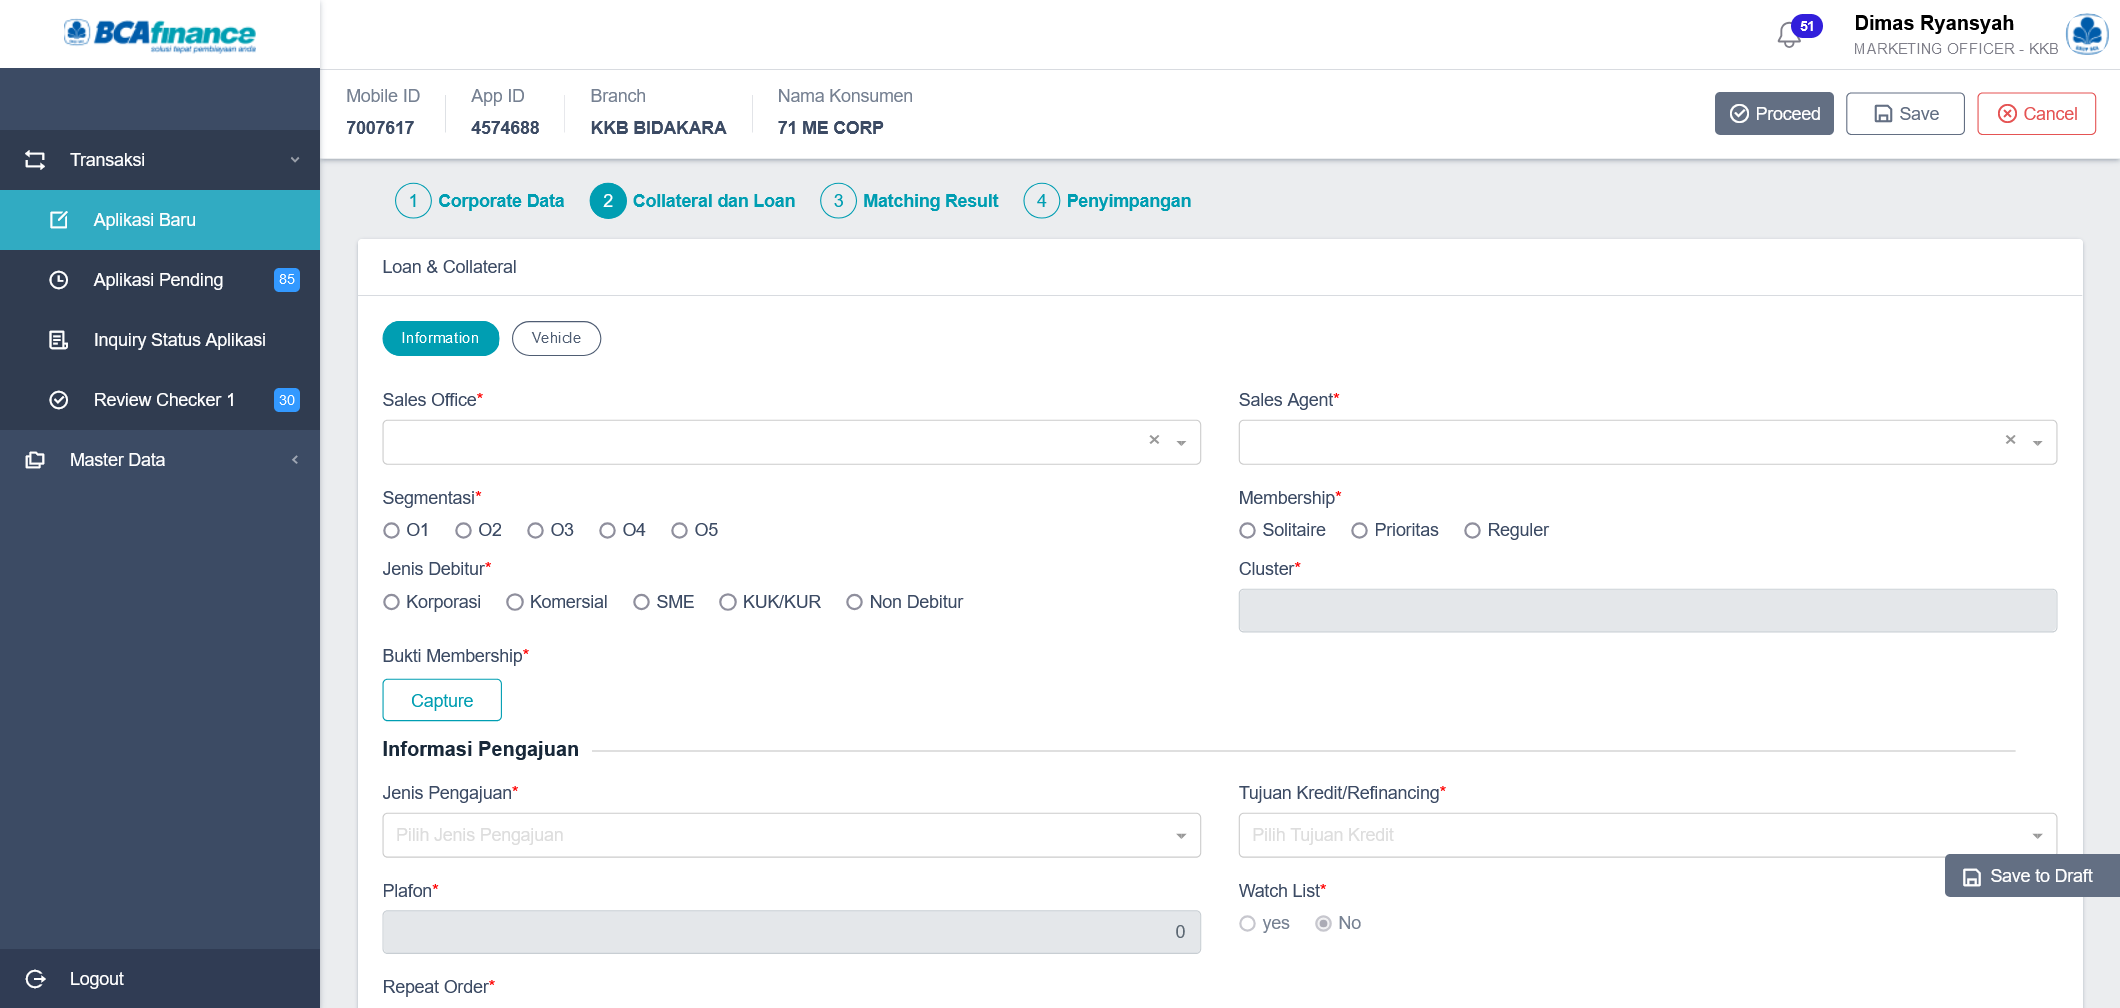 BCAfinance
solusi tepat pembiayaan anda
51
Dimas Ryansyah
MARKETING OFFICER - KKB
Mobile ID
7007617
App ID
4574688
Branch
KKB BIDAKARA
Nama Konsumen
71 ME CORP
Proceed
Save
Cancel
Transaksi
Aplikasi Baru
Aplikasi Pending 85
Inquiry Status Aplikasi
Review Checker 1 30
Master Data
Logout
1 Corporate Data
2 Collateral dan Loan
3 Matching Result
4 Penyimpangan
Loan & Collateral
Information
Vehicle
Sales Office*
Sales Agent*
Segmentasi*
O1 O2 O3 O4 O5
Membership*
Solitaire Prioritas Reguler
Jenis Debitur*
Korporasi Komersial SME KUK/KUR Non Debitur
Cluster*
Bukti Membership*
Capture
Informasi Pengajuan
Jenis Pengajuan*
Pilih Jenis Pengajuan
Tujuan Kredit/Refinancing*
Pilih Tujuan Kredit
Save to Draft
Plafon*
0
Watch List*
yes No
Repeat Order*